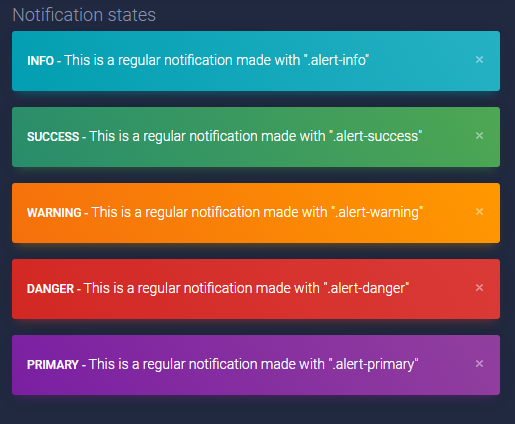 Notification states
INFO - This is a regular notification made with ".alert-info" ×
SUCCESS - This is a regular notification made with ".alert-success" ×
WARNING - This is a regular notification made with ".alert-warning" ×
DANGER - This is a regular notification made with ".alert-danger" ×
PRIMARY - This is a regular notification made with ".alert-primary" ×